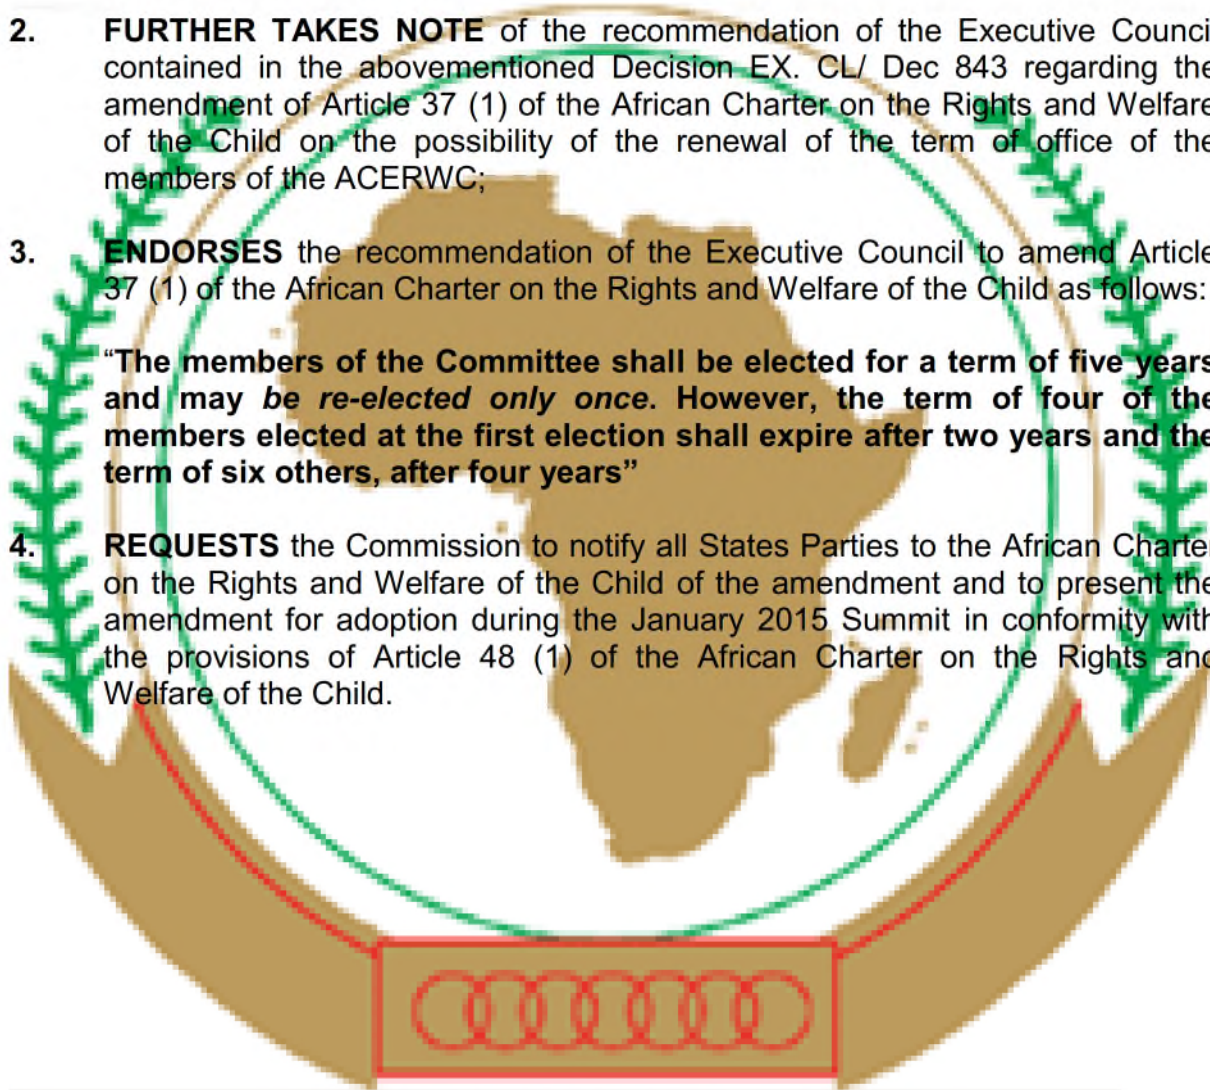 2. FURTHER TAKES NOTE of the recommendation of the Executive Council
contained in the abovementioned Decision EX. CL/ Dec 843 regarding the
amendment of Article 37 (1) of the African Charter on the Rights and Welfare
of the Child on the possibility of the renewal of the term of office of the
members of the ACERWC;
3. ENDORSES the recommendation of the Executive Council to amend Article
37 (1) of the African Charter on the Rights and Welfare of the Child as follows:
“The members of the Committee shall be elected for a term of five years
and may be re-elected only once. However, the term of four of the
members elected at the first election shall expire after two years and the
term of six others, after four years”
4. REQUESTS the Commission to notify all States Parties to the African Charter
on the Rights and Welfare of the Child of the amendment and to present the
amendment for adoption during the January 2015 Summit in conformity with
the provisions of Article 48 (1) of the African Charter on the Rights and
Welfare of the Child.